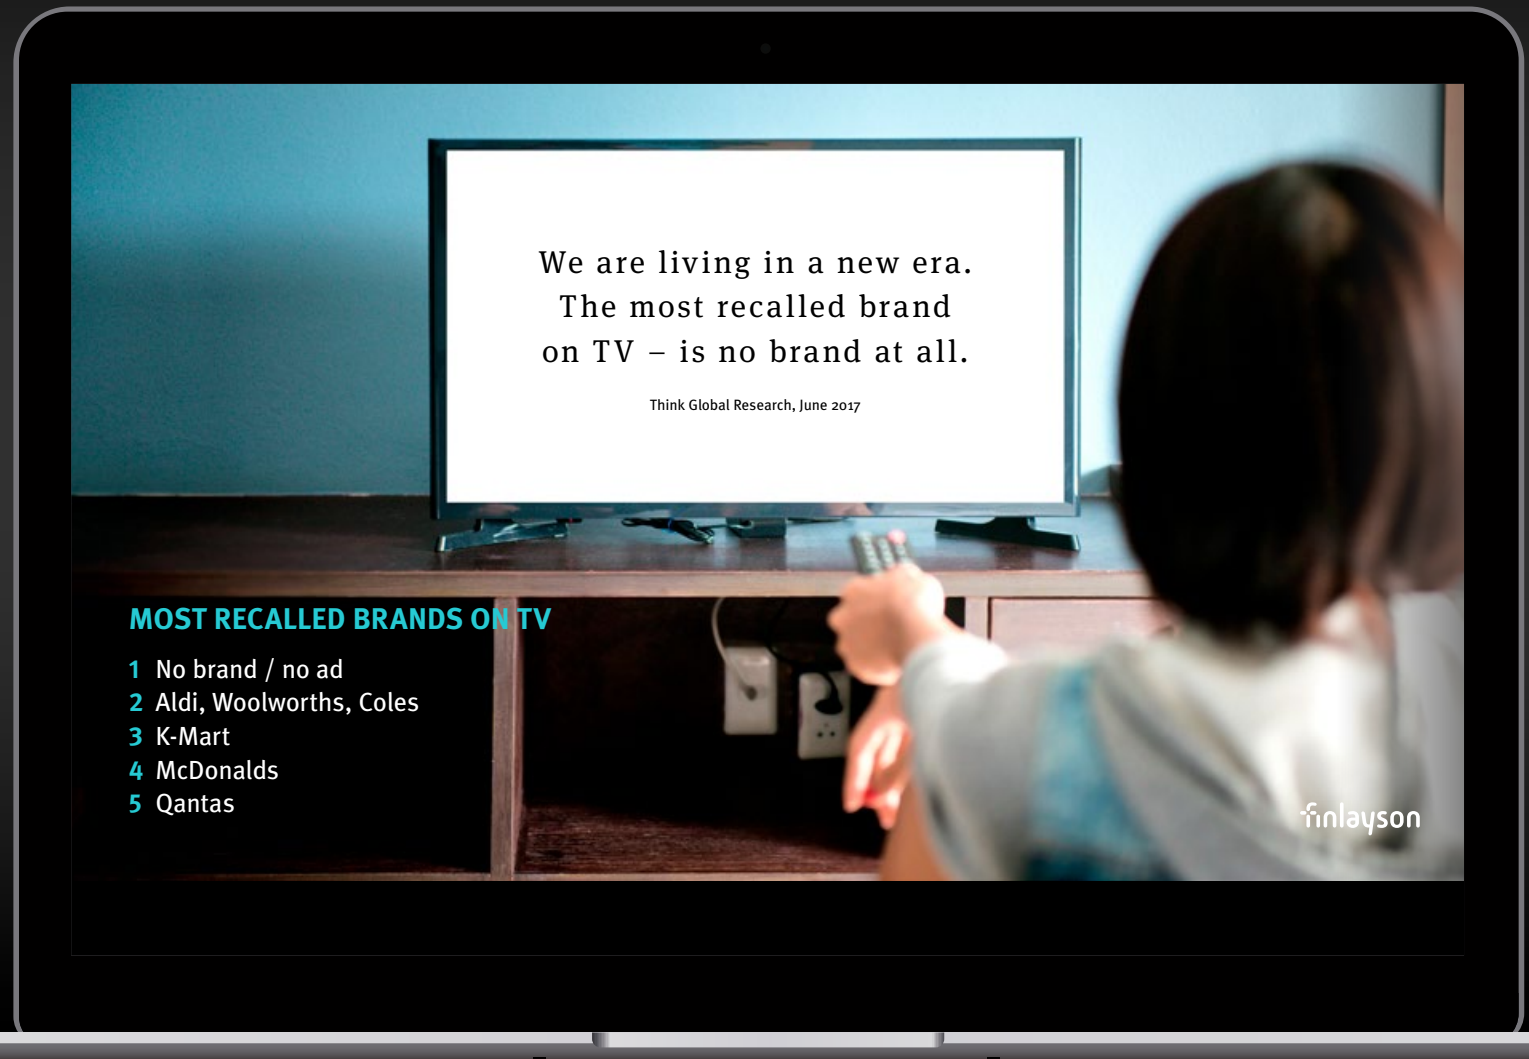 We are living in a new era.
The most recalled brand
on TV – is no brand at all.
Think Global Research, June 2017
MOST RECALLED BRANDS ON TV
1 No brand / no ad
2 Aldi, Woolworths, Coles
3 K-Mart
4 McDonalds
5 Qantas
finlayson